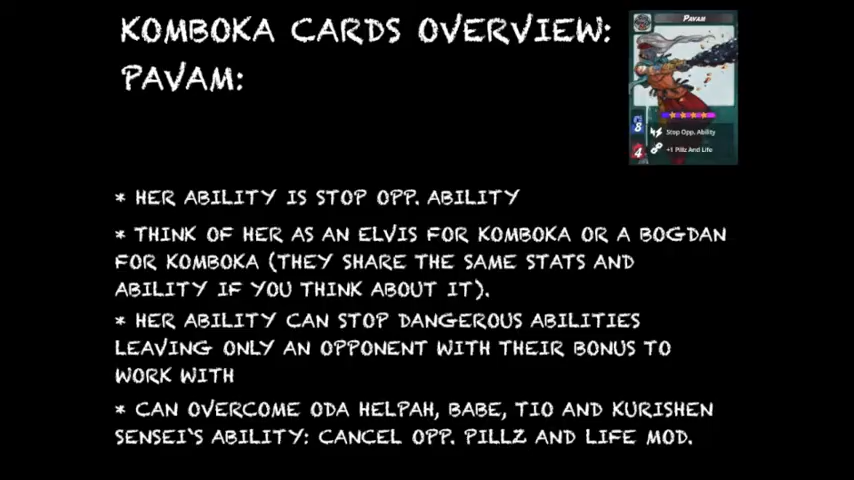 KOMBOKA CARDS OVERVIEW:
PAVAM:
Pavam
8
Stop Opp. Ability
4
+1 Pillz And Life
* HER ABILITY IS STOP OPP. ABILITY
* THINK OF HER AS AN ELVIS FOR KOMBOKA OR A BOGDAN
FOR KOMBOKA (THEY SHARE THE SAME STATS AND
ABILITY IF YOU THINK ABOUT IT).
* HER ABILITY CAN STOP DANGEROUS ABILITIES
LEAVING ONLY AN OPPONENT WITH THEIR BONUS TO
WORK WITH
* CAN OVERCOME ODA HELPAH, BABE, TIO AND KURISHEN
SENSEI'S ABILITY: CANCEL OPP. PILLZ AND LIFE MOD.